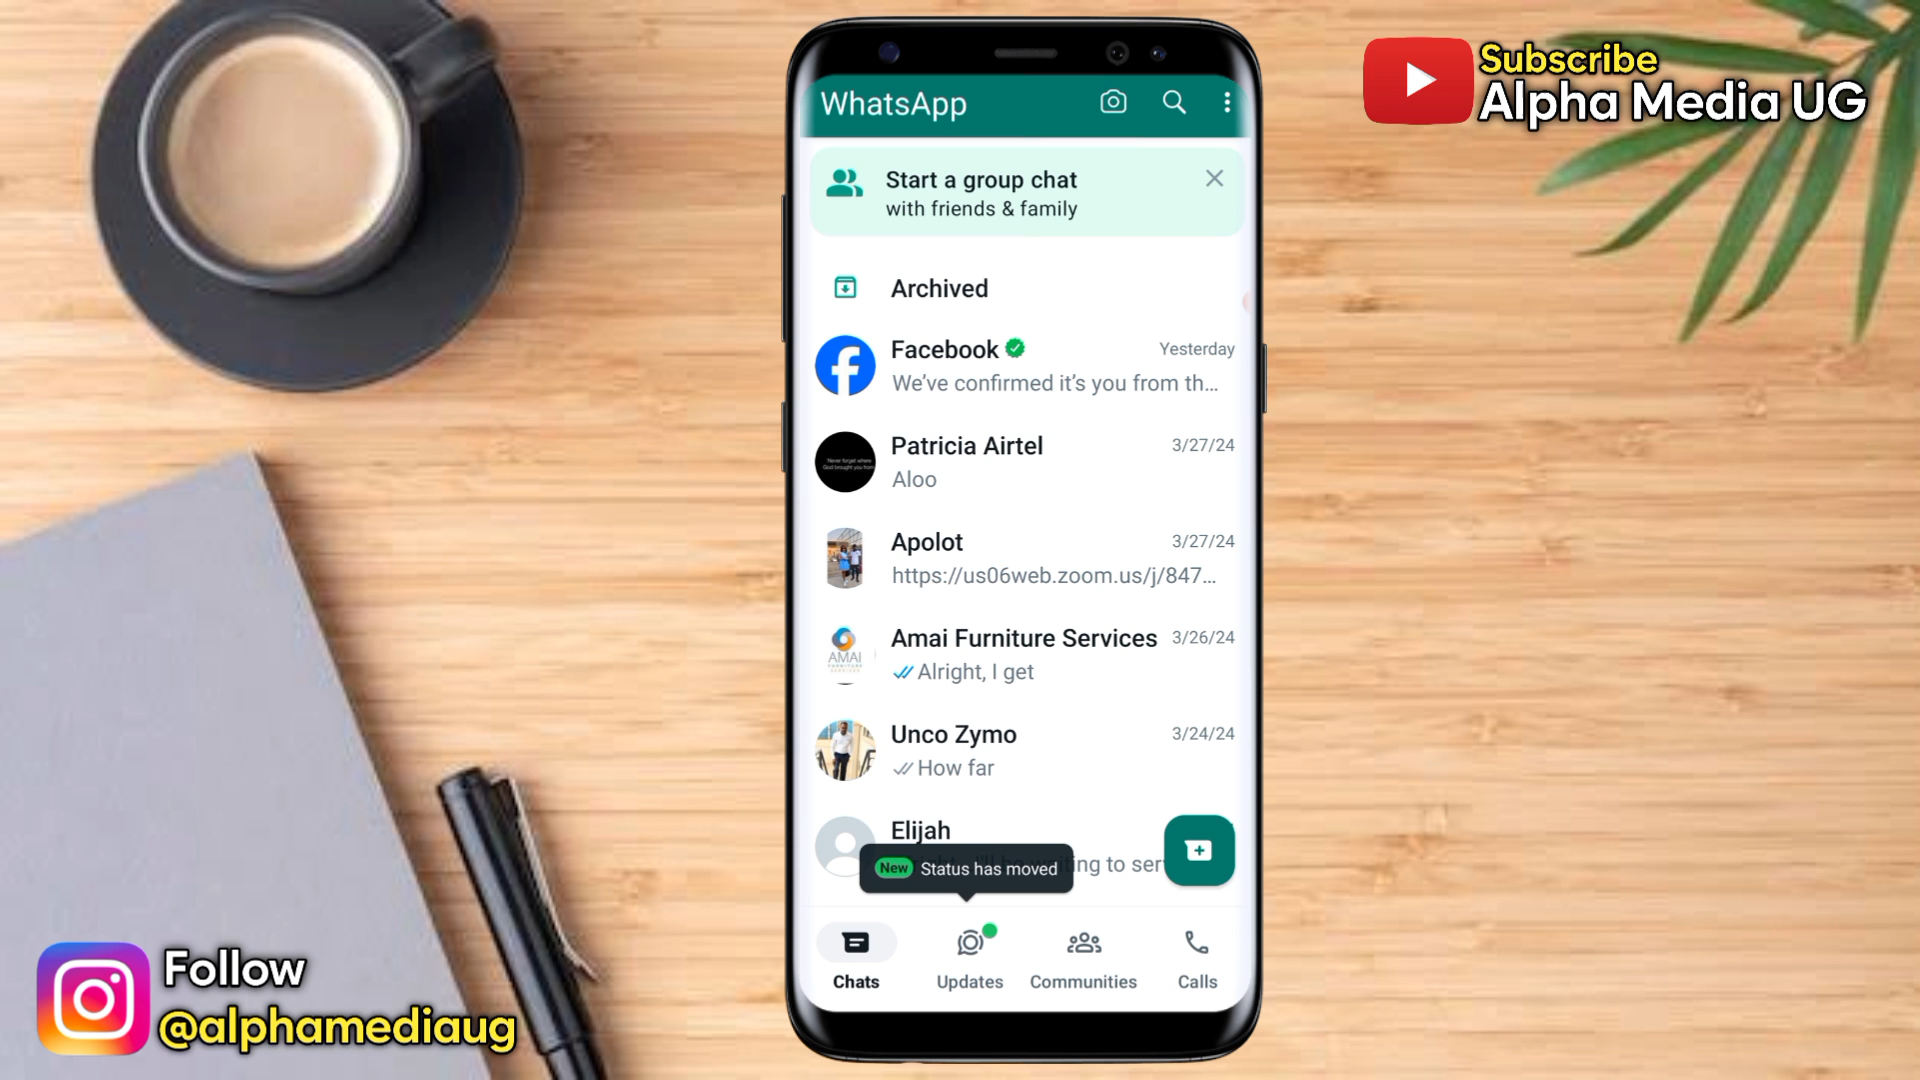 WhatsApp
Start a group chat
with friends & family
Archived
Facebook
Yesterday
We've confirmed it's you from th...
Patricia Airtel
3/27/24
Aloo
Apolot
3/27/24
https://us06web.zoom.us/j/847...
Amai Furniture Services
3/26/24
AMAI
Alright, I get
Unco Zymo
3/24/24
How far
Elijah
ing to ser
New Status has moved
Chats
Updates
Communities
Calls
Subscribe
Alpha Media UG
Follow
@alphamediaug